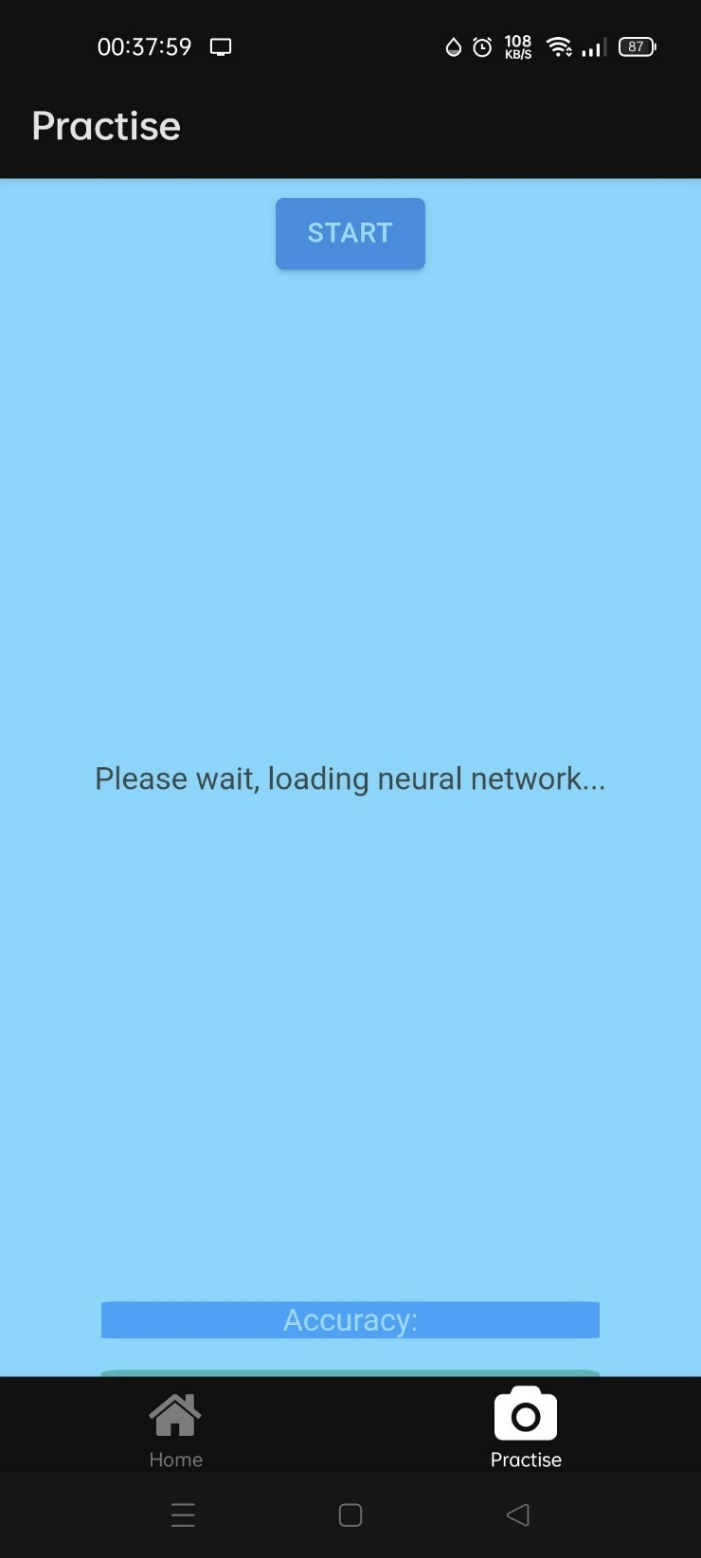 00:37:59
108
KB/S
87
Practise
START
Please wait, loading neural network...
Accuracy:
Home
Practise